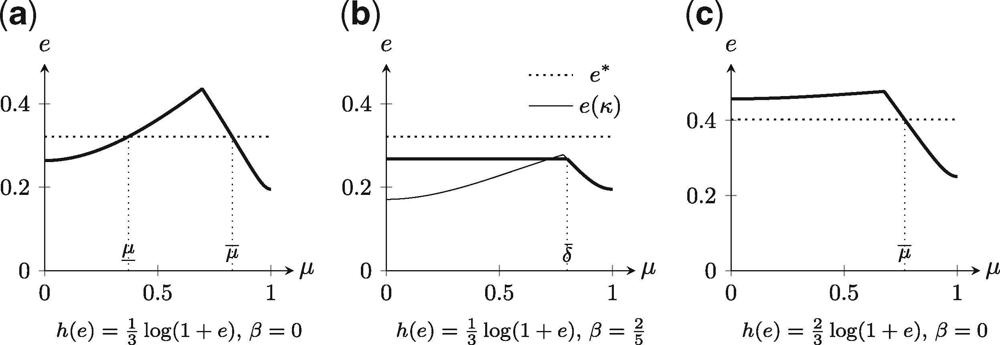 (a)
e
0.4
0.2
0
μ̲
μ̅
μ
0 0.5 1
h(e) = 1/3 log(1 + e), β = 0
(b)
e
e*
e(κ)
0.4
0.2
0
δ̅
μ
0 0.5 1
h(e) = 1/3 log(1 + e), β = 2/5
(c)
e
0.4
0.2
0
μ̅
μ
0 0.5 1
h(e) = 2/3 log(1 + e), β = 0